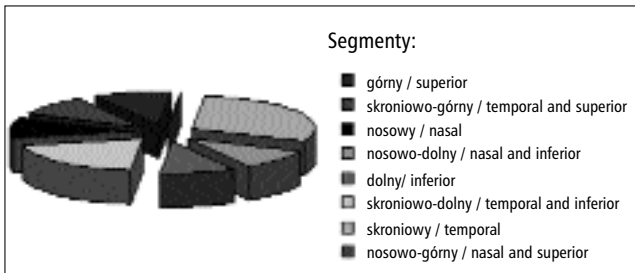 Segmenty:
górny / superior
skroniowo-górny / temporal and superior
nosowy / nasal
nosowo-dolny / nasal and inferior
dolny/ inferior
skroniowo-dolny / temporal and inferior
skroniowy / temporal
nosowo-górny / nasal and superior